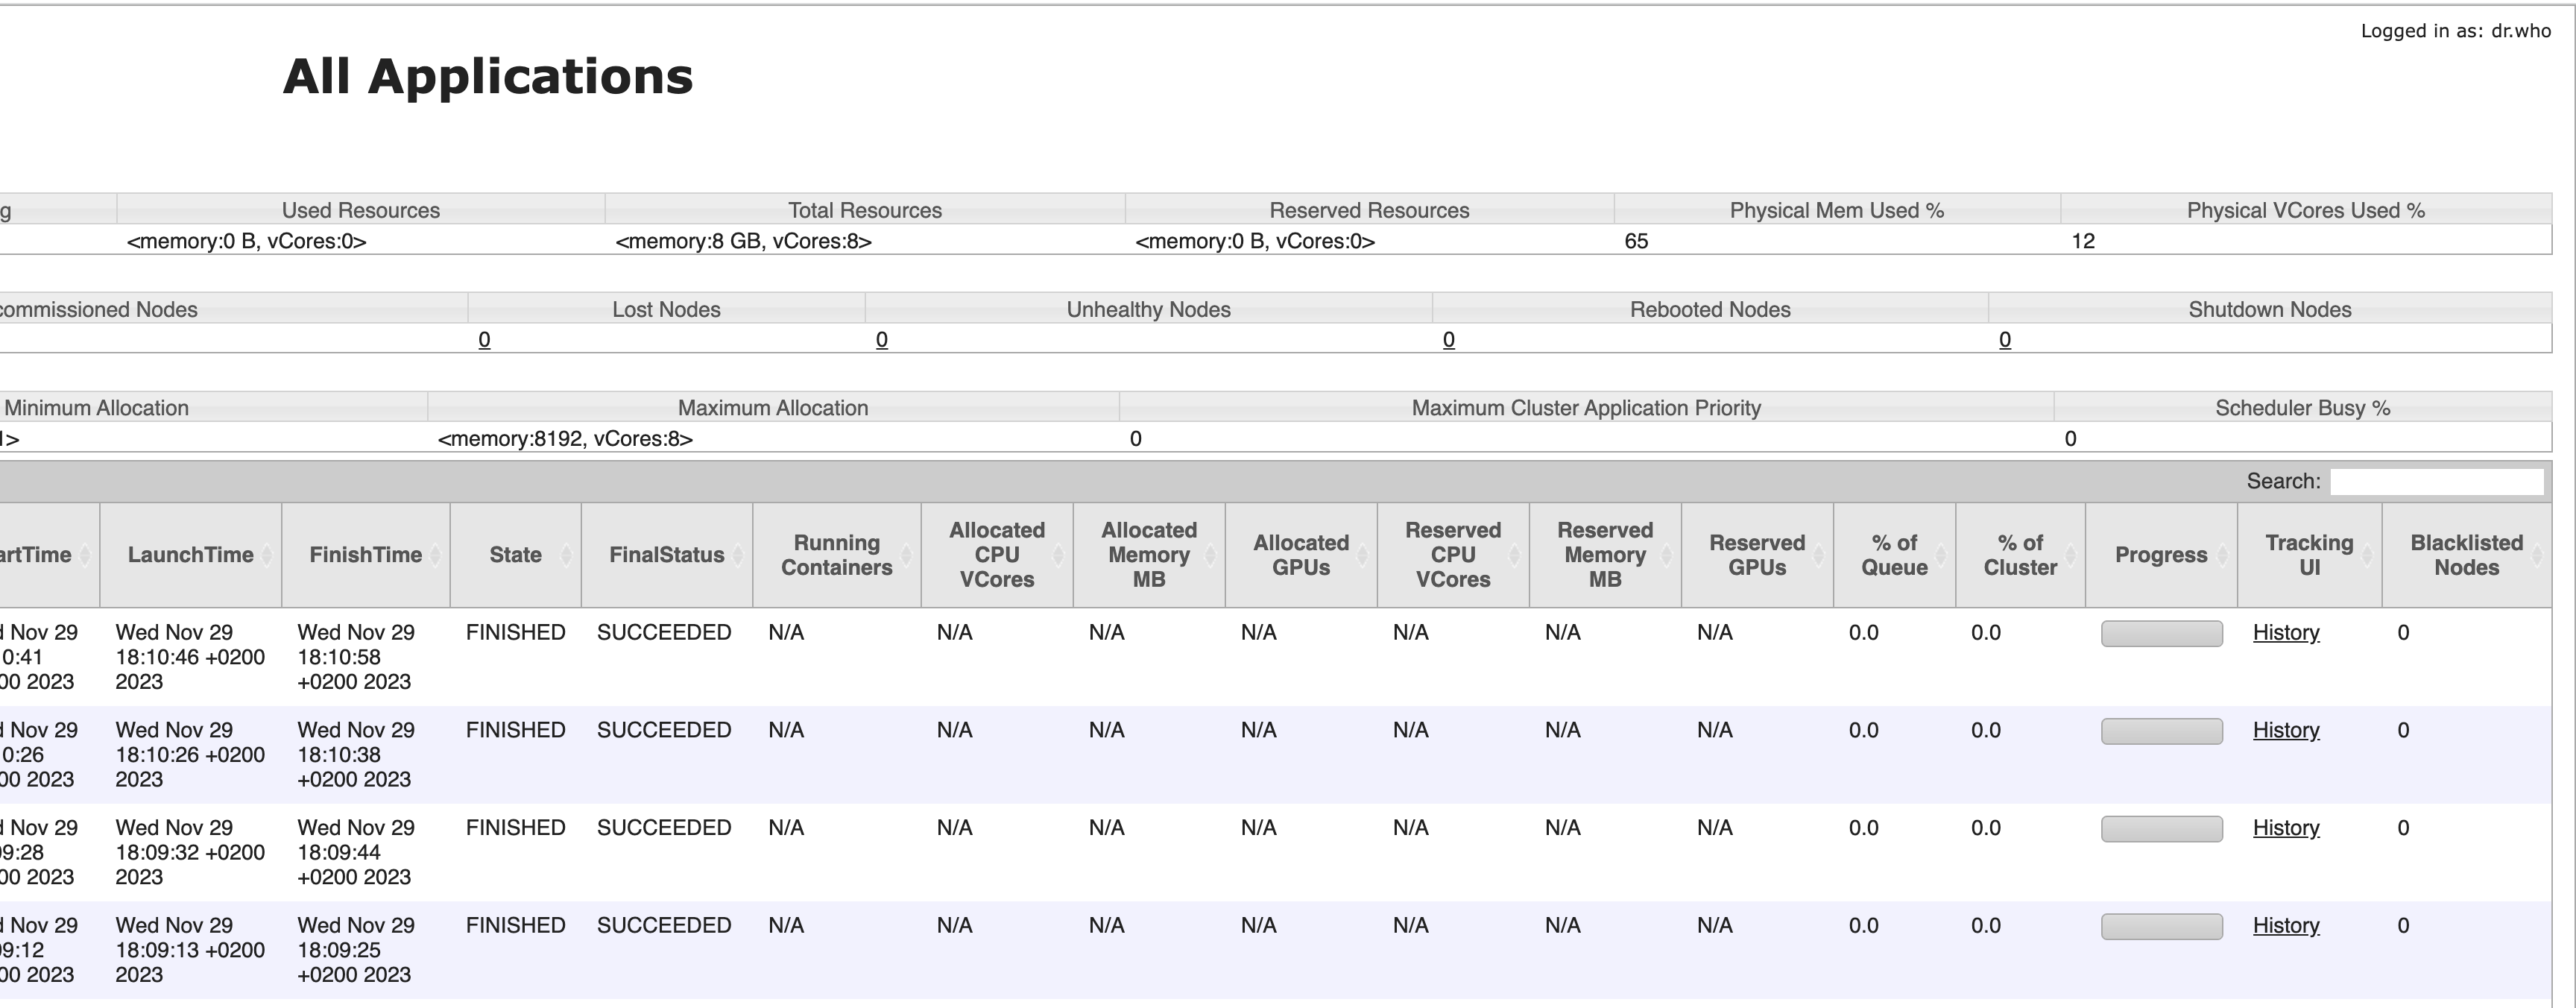 Logged in as: dr.who
All Applications
g Used Resources Total Resources Reserved Resources Physical Mem Used % Physical VCores Used %
<memory:0 B, vCores:0> <memory:8 GB, vCores:8> <memory:0 B, vCores:0> 65 12
commissioned Nodes Lost Nodes Unhealthy Nodes Rebooted Nodes Shutdown Nodes
0 0 0 0
Minimum Allocation Maximum Allocation Maximum Cluster Application Priority Scheduler Busy %
1> <memory:8192, vCores:8> 0 0
Search:
artTime LaunchTime FinishTime State FinalStatus Running Containers Allocated CPU VCores Allocated Memory MB Allocated GPUs Reserved CPU VCores Reserved Memory MB Reserved GPUs % of Queue % of Cluster Progress Tracking UI Blacklisted Nodes
d Nov 29 Wed Nov 29 Wed Nov 29 FINISHED SUCCEEDED N/A N/A N/A N/A N/A N/A N/A 0.0 0.0 History 0
0:41 18:10:46 +0200 18:10:58
00 2023 2023 +0200 2023
d Nov 29 Wed Nov 29 Wed Nov 29 FINISHED SUCCEEDED N/A N/A N/A N/A N/A N/A N/A 0.0 0.0 History 0
0:26 18:10:26 +0200 18:10:38
00 2023 2023 +0200 2023
d Nov 29 Wed Nov 29 Wed Nov 29 FINISHED SUCCEEDED N/A N/A N/A N/A N/A N/A N/A 0.0 0.0 History 0
09:28 18:09:32 +0200 18:09:44
00 2023 2023 +0200 2023
d Nov 29 Wed Nov 29 Wed Nov 29 FINISHED SUCCEEDED N/A N/A N/A N/A N/A N/A N/A 0.0 0.0 History 0
09:12 18:09:13 +0200 18:09:25
00 2023 2023 +0200 2023